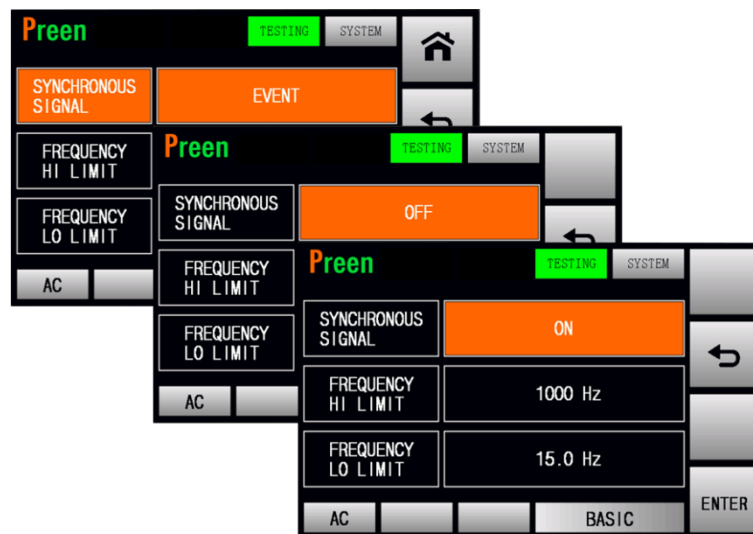 Preen
TESTING
SYSTEM
SYNCHRONOUS
SIGNAL
EVENT
FREQUENCY
HI LIMIT
FREQUENCY
LO LIMIT
AC
Preen
TESTING
SYSTEM
SYNCHRONOUS
SIGNAL
OFF
FREQUENCY
HI LIMIT
FREQUENCY
LO LIMIT
AC
Preen
TESTING
SYSTEM
SYNCHRONOUS
SIGNAL
ON
FREQUENCY
HI LIMIT
1000 Hz
FREQUENCY
LO LIMIT
15.0 Hz
AC
BASIC
ENTER